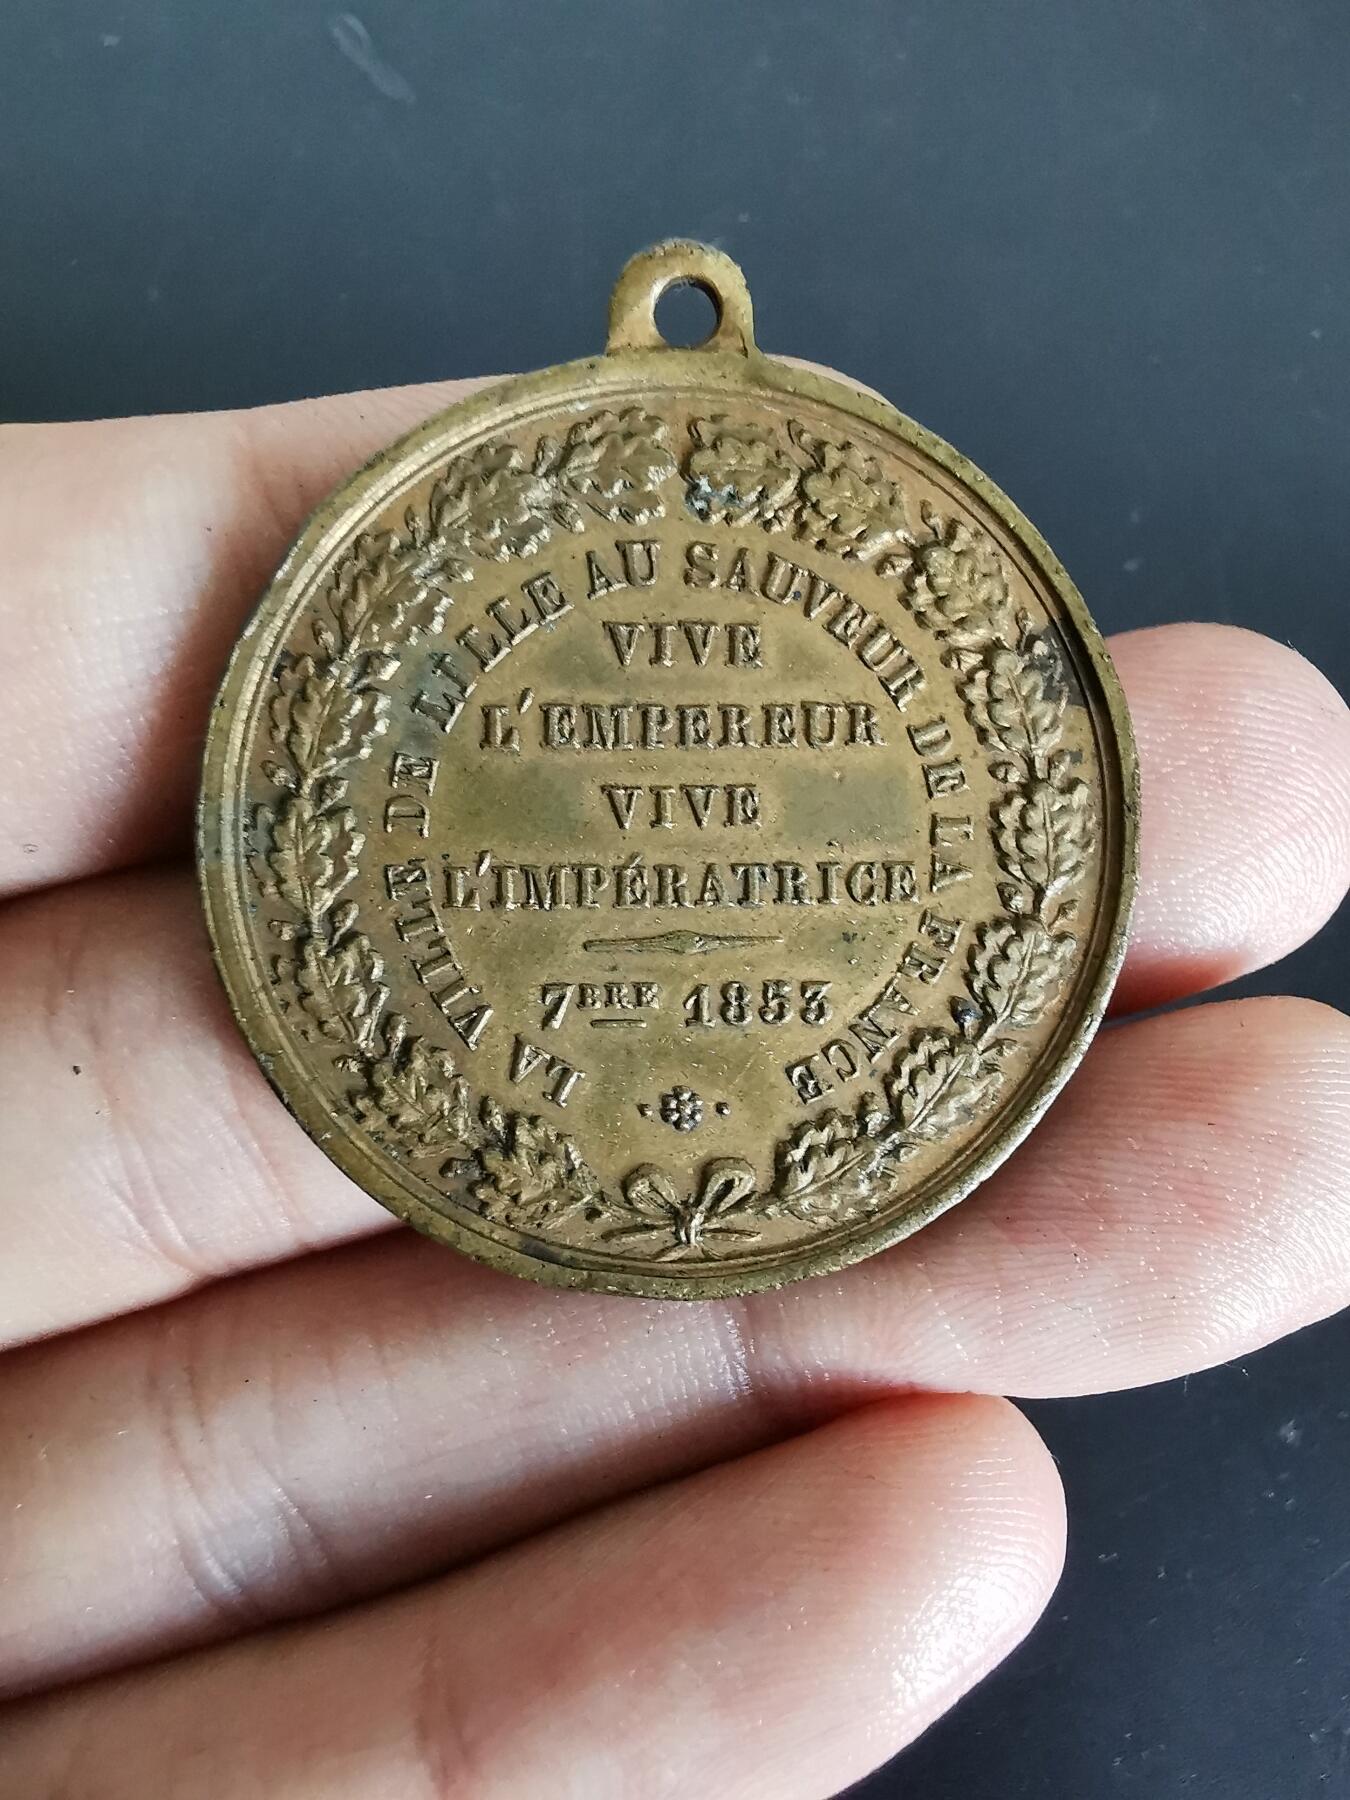 LA VILLE DE LILLE AU SAUVEUR DE LA FRANCE
VIVE
L'EMPEREUR
VIVE
L'IMPÉRATRICE
7BRE 1853